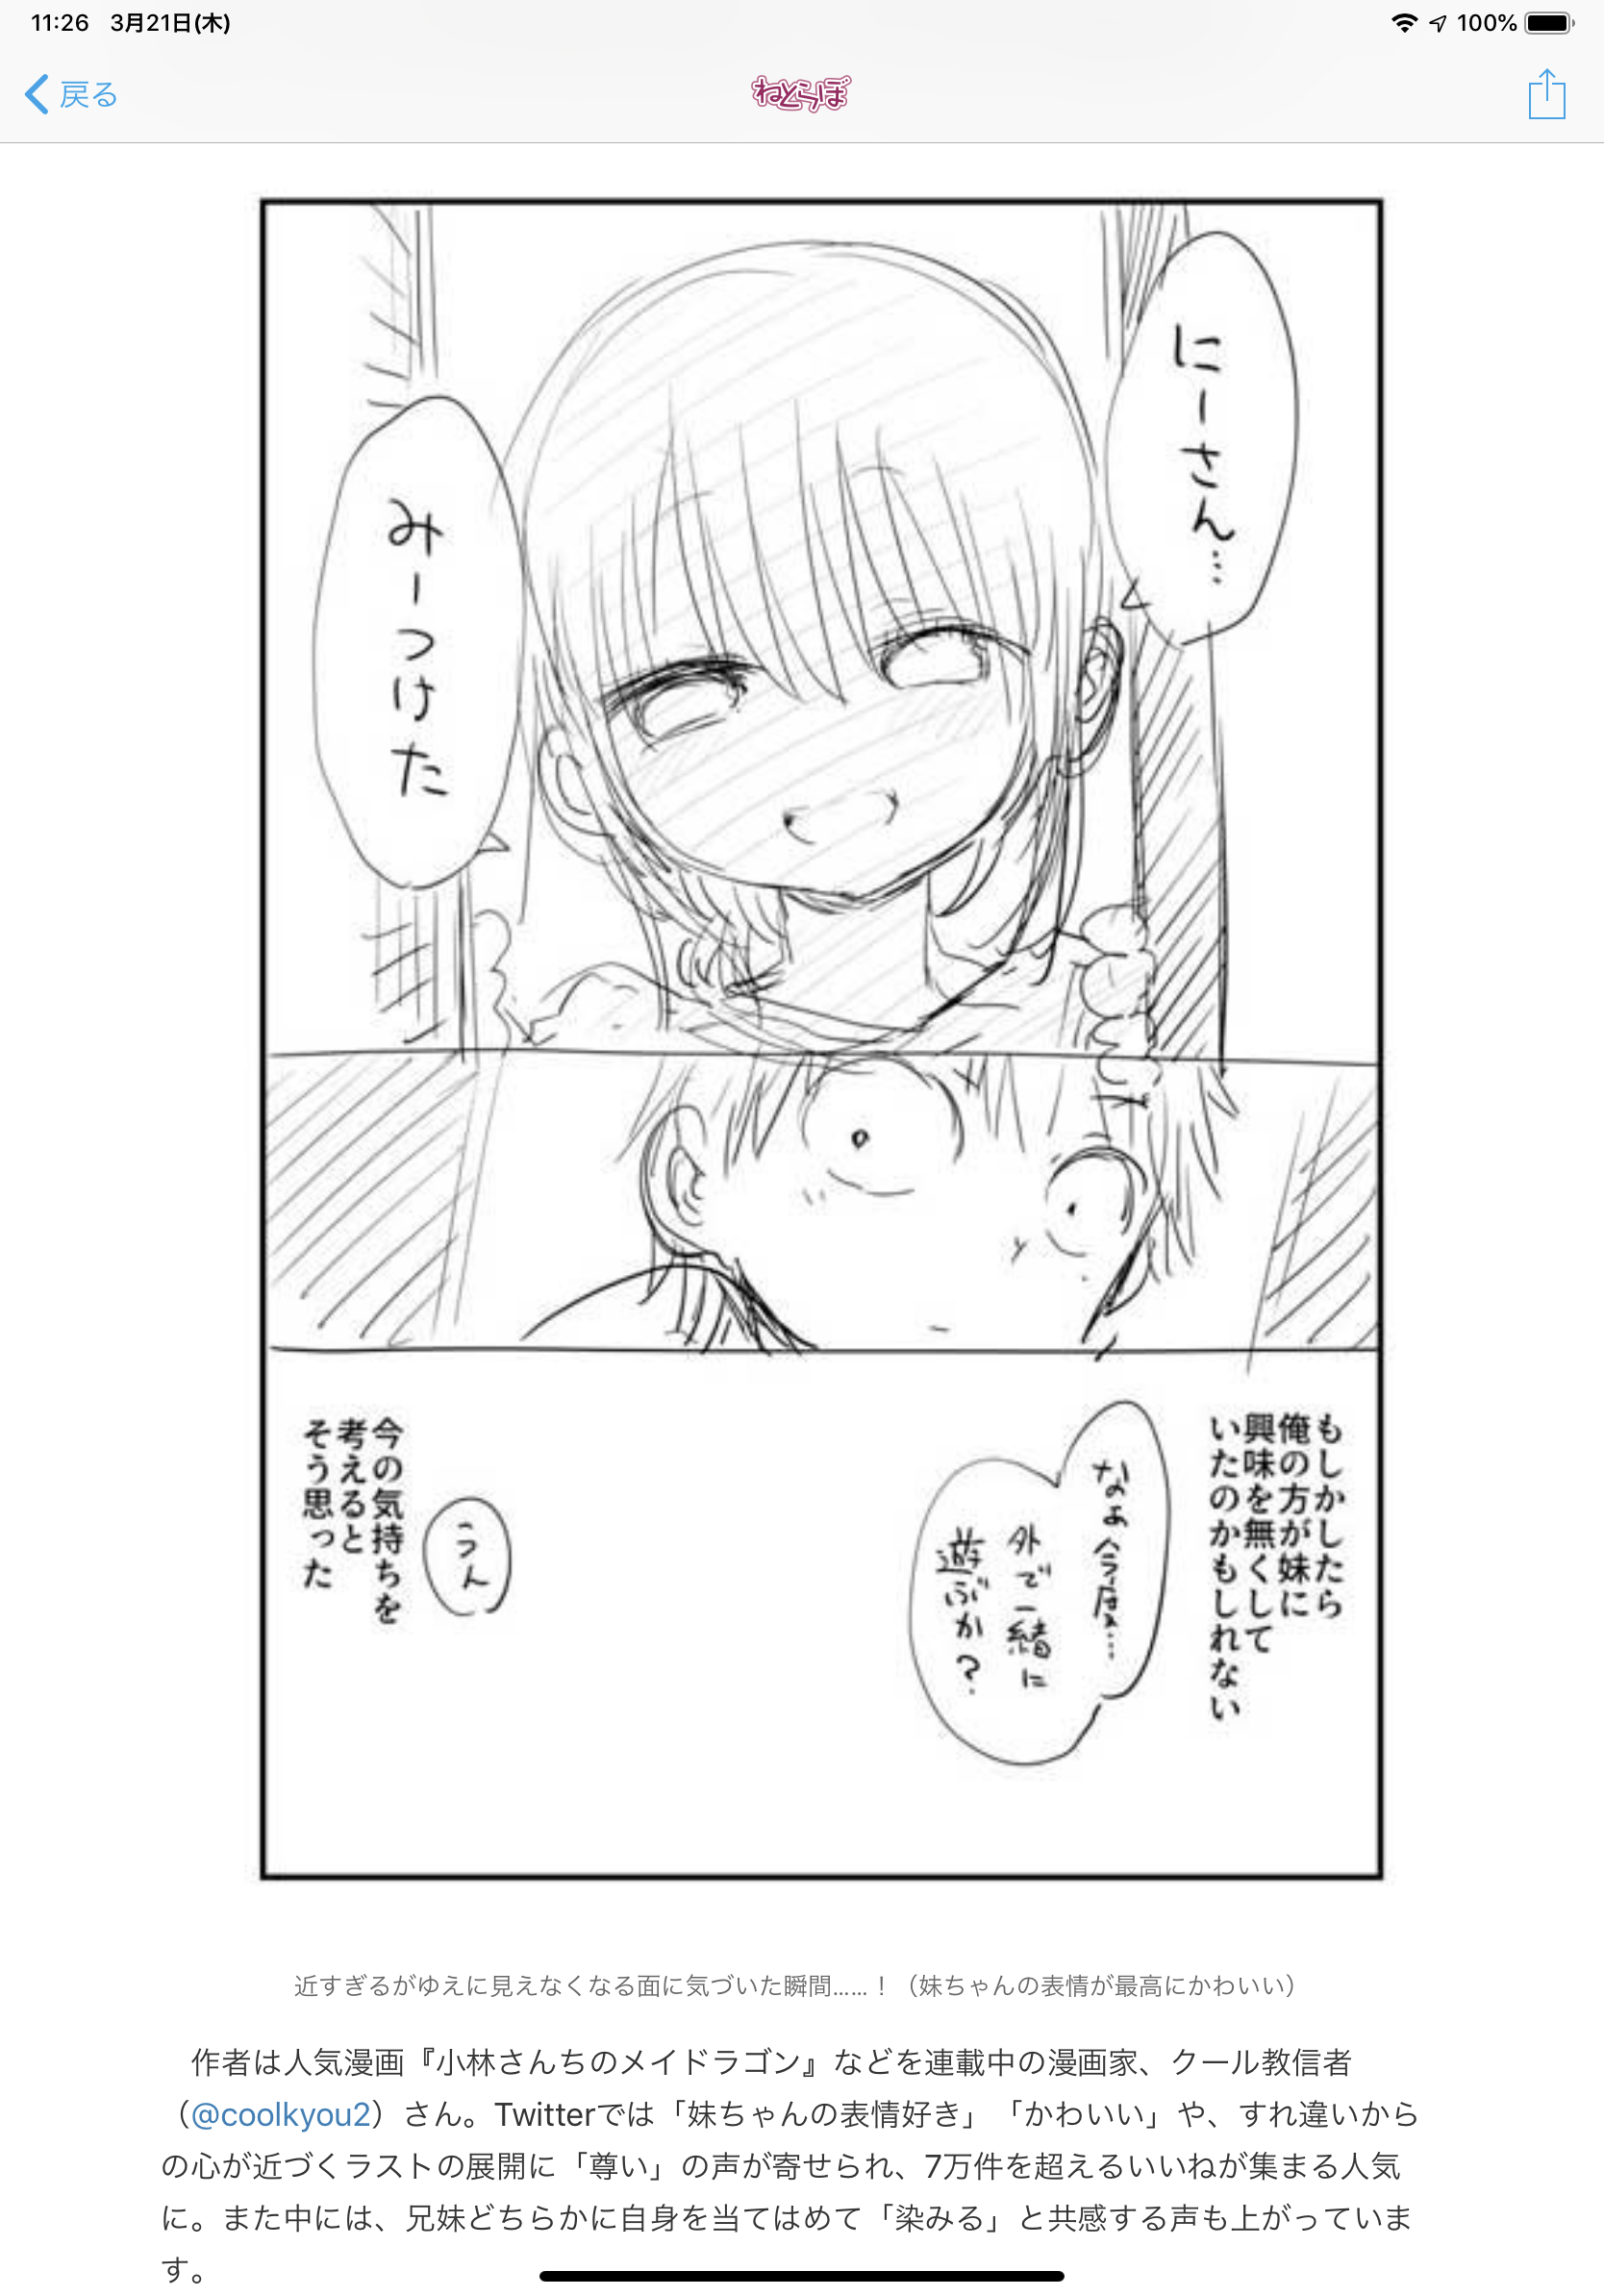 11:26 3月21日(木)
100%
戻る
ねとらぼ
にーさん…
みーつけた
もしかしたら
俺の方が妹に
興味を無くして
いたのかもしれない
なぁ今度…
外で一緒に
遊ぶか?
うん
今の気持ちを
考えると
そう思った
近すぎるがゆえに見えなくなる面に気づいた瞬間……！（妹ちゃんの表情が最高にかわいい）
作者は人気漫画『小林さんちのメイドラゴン』などを連載中の漫画家、クール教信者
（@coolkyou2）さん。Twitterでは「妹ちゃんの表情好き」「かわいい」や、すれ違いから
の心が近づくラストの展開に「尊い」の声が寄せられ、7万件を超えるいいねが集まる人気
に。また中には、兄妹どちらかに自身を当てはめて「染みる」と共感する声も上がっていま
す。